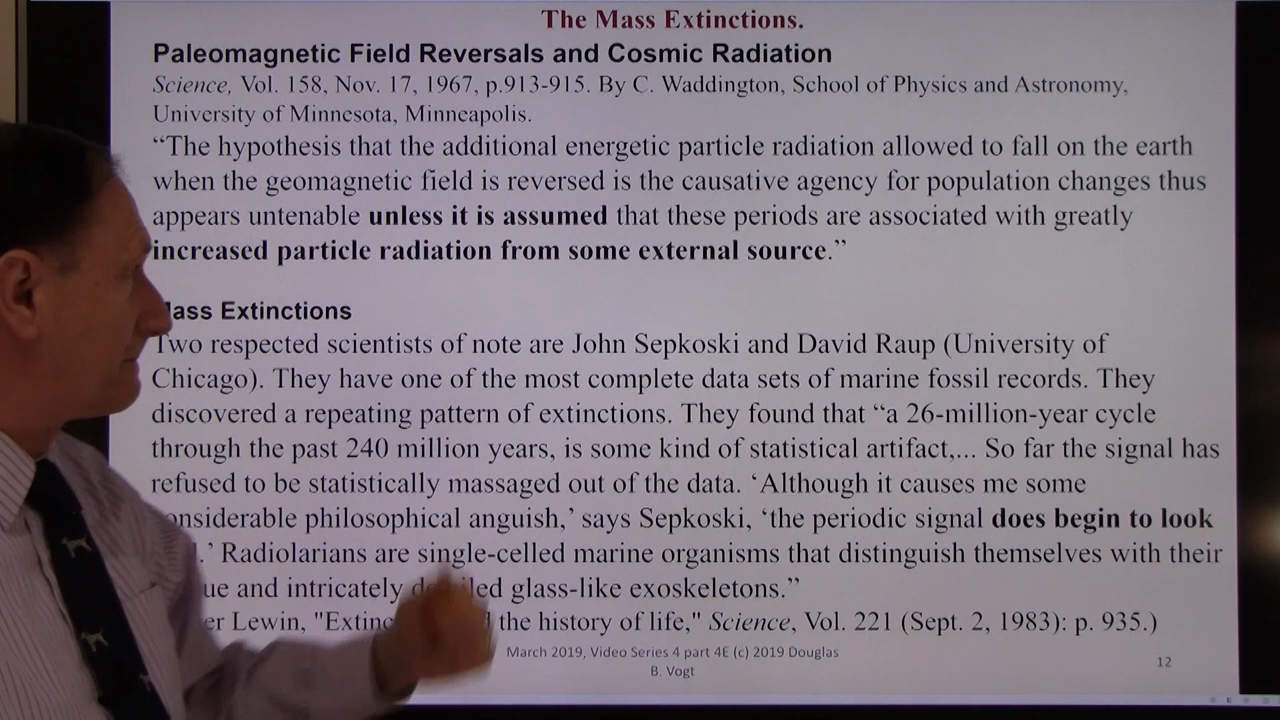 The Mass Extinctions.
Paleomagnetic Field Reversals and Cosmic Radiation
Science, Vol. 158, Nov. 17, 1967, p.913-915. By C. Waddington, School of Physics and Astronomy,
University of Minnesota, Minneapolis.
“The hypothesis that the additional energetic particle radiation allowed to fall on the earth
when the geomagnetic field is reversed is the causative agency for population changes thus
appears untenable unless it is assumed that these periods are associated with greatly
increased particle radiation from some external source.”
Extinctions
Two respected scientists of note are John Sepkoski and David Raup (University of
Chicago). They have one of the most complete data sets of marine fossil records. They
discovered a repeating pattern of extinctions. They found that “a 26-million-year cycle
through the past 240 million years, is some kind of statistical artifact,... So far the signal has
refused to be statistically massaged out of the data. ‘Although it causes me some
philosophical anguish,’ says Sepkoski, ‘the periodic signal does begin to look
.’ Radiolarians are single-celled marine organisms that distinguish themselves with their
and intricately glass-like exoskeletons.”
Lewin, the history of life," Science, Vol. 221 (Sept. 2, 1983): p. 935.)
March 2019, Video Series 4 part 4E (c) 2019 Douglas
B. Vogt
12